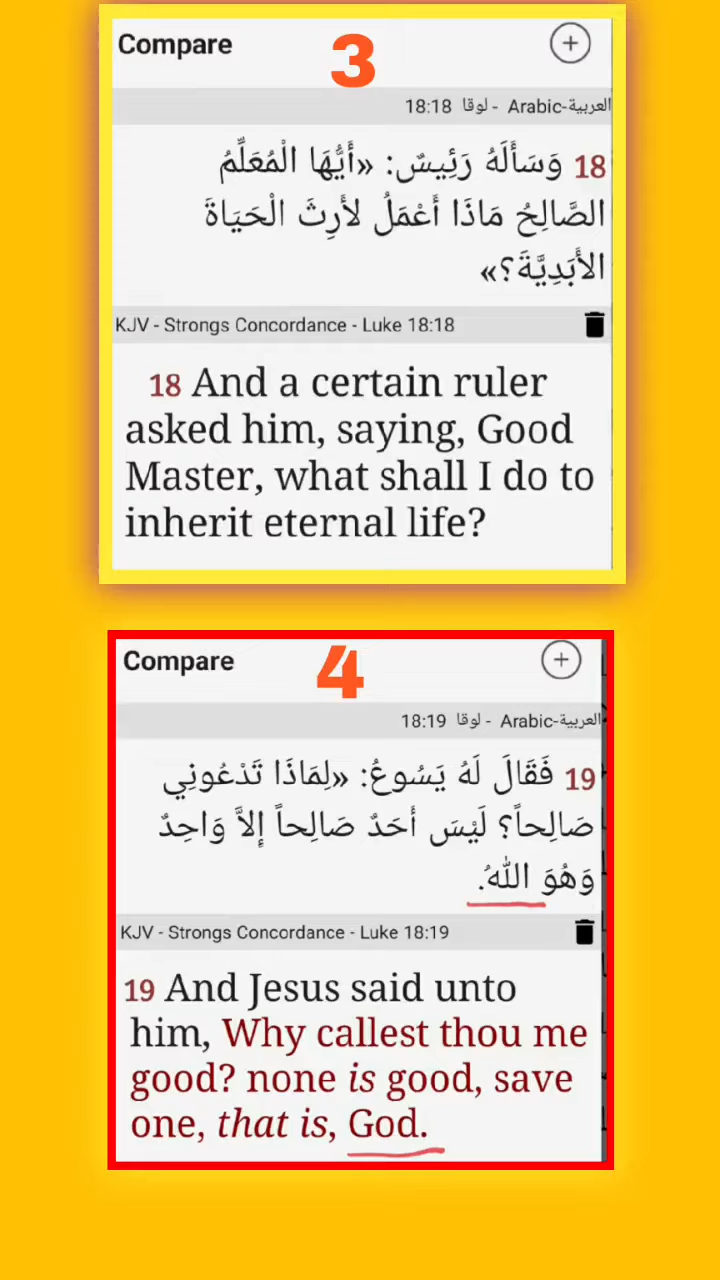 Compare
3
18:18 لوقا - Arabic-العربية
18 وَسَأَلَهُ رَئِيسٌ: «أَيُّهَا الْمُعَلِّمُ
الصَّالِحُ مَاذَا أَعْمَلُ لأَرِثَ الْحَيَاةَ
الأَبَدِيَّةَ؟»
KJV - Strongs Concordance - Luke 18:18
18 And a certain ruler
asked him, saying, Good
Master, what shall I do to
inherit eternal life?
Compare
4
18:19 لوقا - Arabic-العربية
19 فَقَالَ لَهُ يَسُوعُ: «لِمَاذَا تَدْعُونِي
صَالِحاً؟ لَيْسَ أَحَدٌ صَالِحاً إِلاَّ وَاحِدٌ
وَهُوَ اللهُ.
KJV - Strongs Concordance - Luke 18:19
19 And Jesus said unto
him, Why callest thou me
good? none is good, save
one, that is, God.